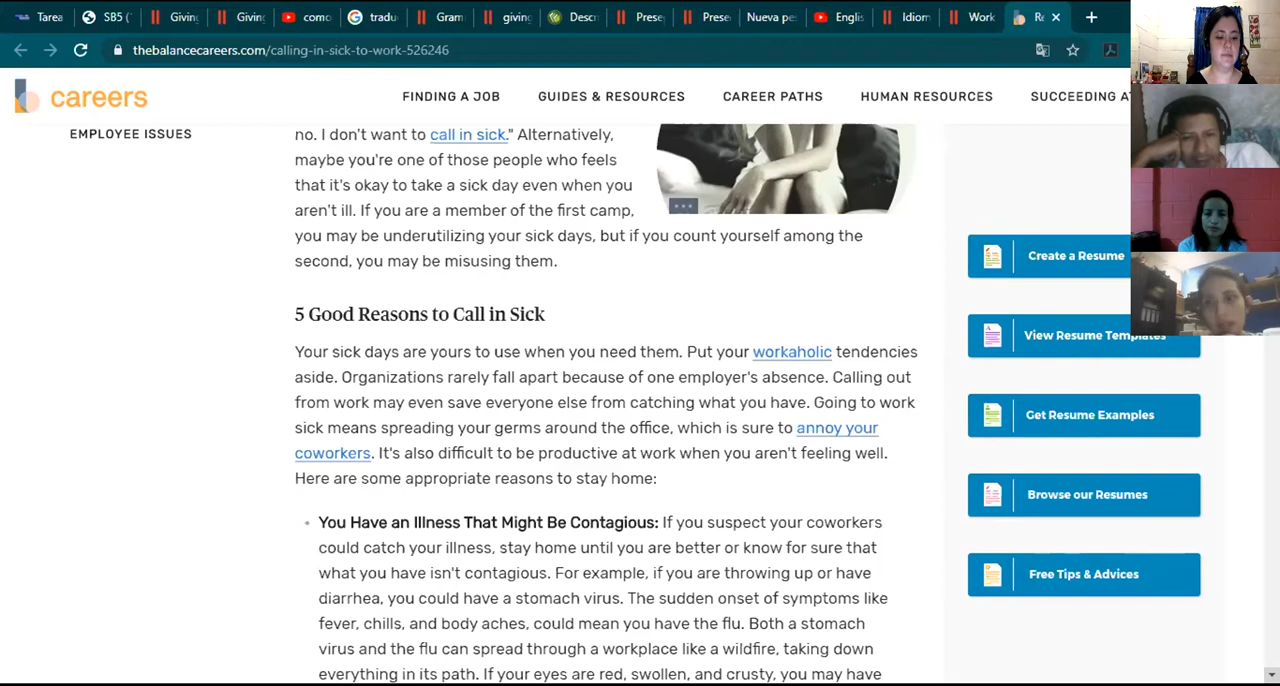 Tarea
SB5 (
Giving
Giving
como
tradu
Gram
giving
Descr
Prese
Prese
Nueva pe
Englis
Idiom
Work
Re
thebalancecareers.com/calling-in-sick-to-work-526246
careers
FINDING A JOB
GUIDES & RESOURCES
CAREER PATHS
HUMAN RESOURCES
SUCCEEDING AT
EMPLOYEE ISSUES
no. I don't want to call in sick." Alternatively,
maybe you're one of those people who feels
that it's okay to take a sick day even when you
aren't ill. If you are a member of the first camp,
you may be underutilizing your sick days, but if you count yourself among the
second, you may be misusing them.
5 Good Reasons to Call in Sick
Your sick days are yours to use when you need them. Put your workaholic tendencies
aside. Organizations rarely fall apart because of one employer's absence. Calling out
from work may even save everyone else from catching what you have. Going to work
sick means spreading your germs around the office, which is sure to annoy your
coworkers. It's also difficult to be productive at work when you aren't feeling well.
Here are some appropriate reasons to stay home:
• You Have an Illness That Might Be Contagious: If you suspect your coworkers
could catch your illness, stay home until you are better or know for sure that
what you have isn't contagious. For example, if you are throwing up or have
diarrhea, you could have a stomach virus. The sudden onset of symptoms like
fever, chills, and body aches, could mean you have the flu. Both a stomach
virus and the flu can spread through a workplace like a wildfire, taking down
everything in its path. If your eyes are red, swollen, and crusty, you may have
Create a Resume
View Resume Templates
Get Resume Examples
Browse our Resumes
Free Tips & Advices